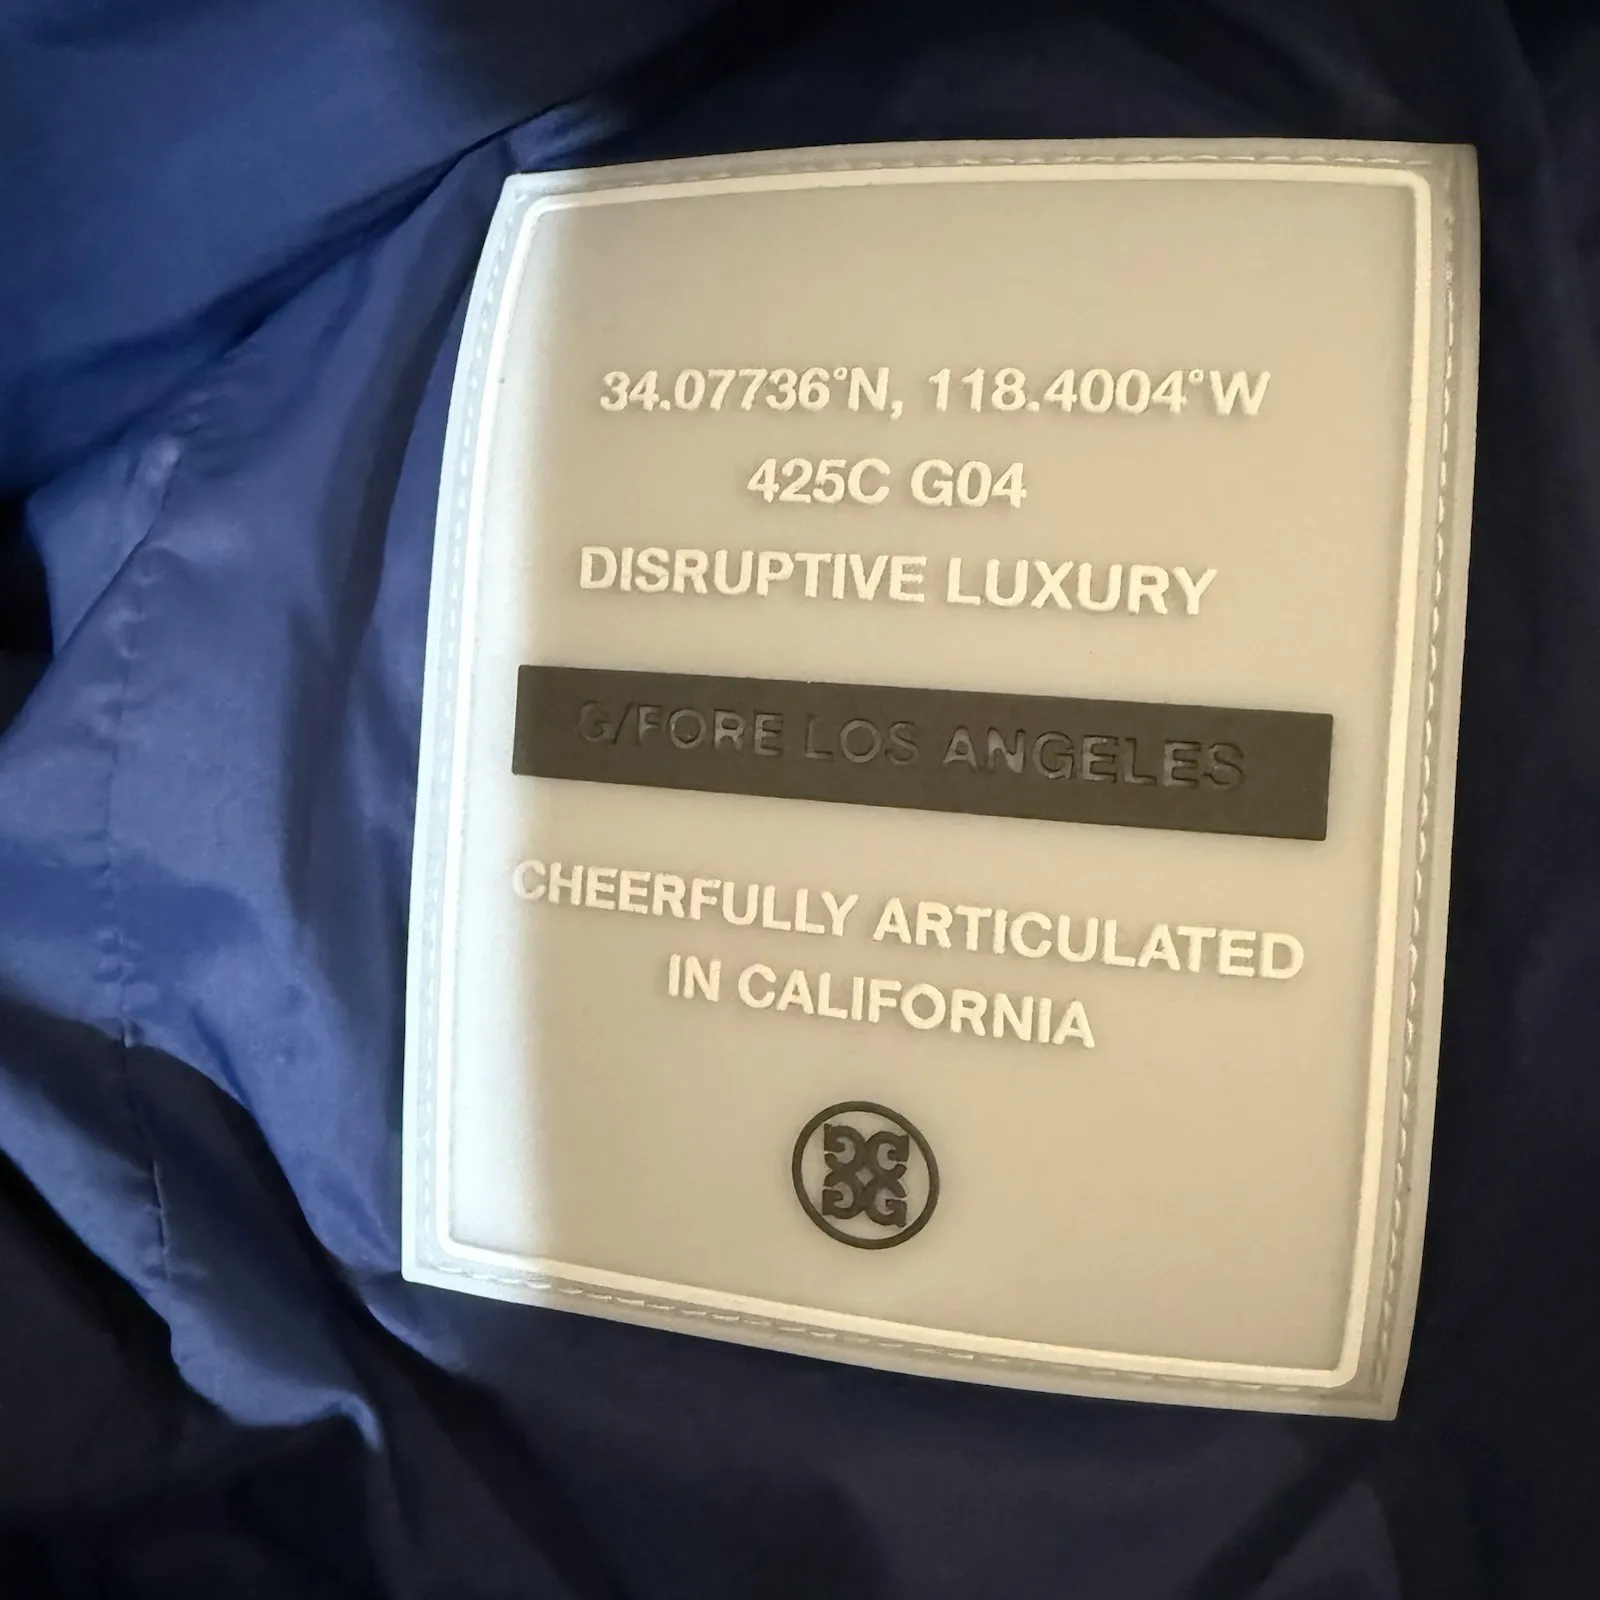 34.07736°N, 118.4004°W
425C G04
DISRUPTIVE LUXURY
G/FORE LOS ANGELES
CHEERFULLY ARTICULATED
IN CALIFORNIA